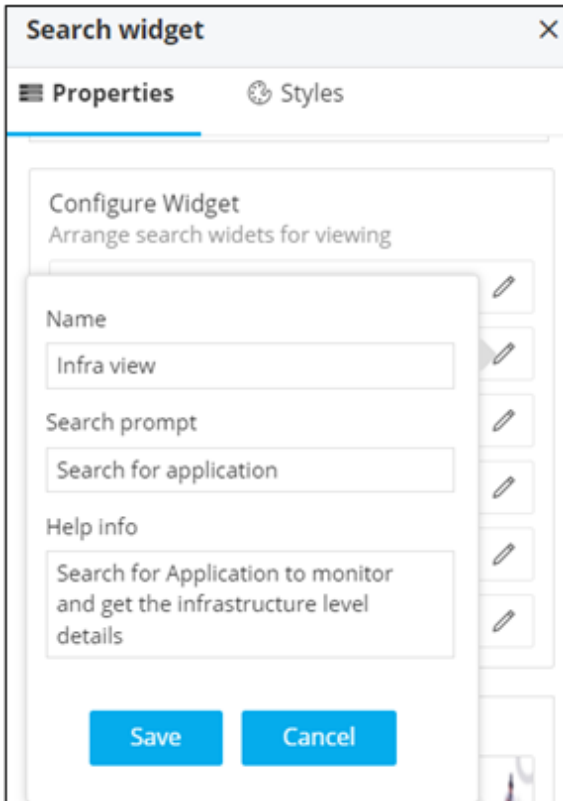 Search widget
Properties
Styles
Configure Widget
Arrange search widets for viewing
Name
Infra view
Search prompt
Search for application
Help info
Search for Application to monitor
and get the infrastructure level
details
Save
Cancel